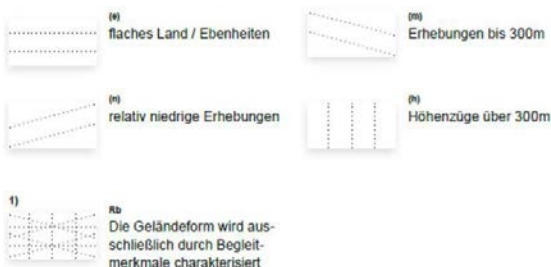 (e)
flaches Land / Ebenheiten
(m)
Erhebungen bis 300m
(n)
relativ niedrige Erhebungen
(h)
Höhenzüge über 300m
1)
Rb
Die Geländeform wird aus-
schließlich durch Begleit-
merkmale charakterisiert